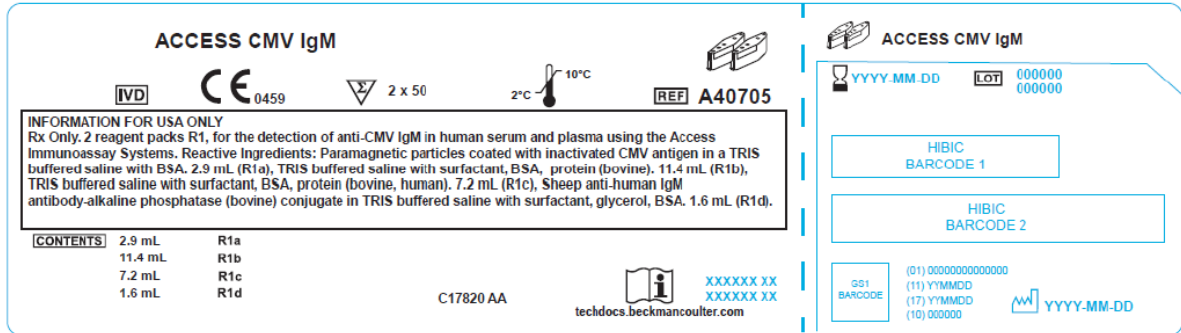 ACCESS CMV IgM
IVD
CE 0459
Σ 2 x 50
2°C
10°C
REF A40705
INFORMATION FOR USA ONLY
Rx Only. 2 reagent packs R1, for the detection of anti-CMV IgM in human serum and plasma using the Access
Immunoassay Systems. Reactive Ingredients: Paramagnetic particles coated with inactivated CMV antigen in a TRIS
buffered saline with BSA. 2.9 mL (R1a), TRIS buffered saline with surfactant, BSA, protein (bovine). 11.4 mL (R1b),
TRIS buffered saline with surfactant, BSA, protein (bovine, human). 7.2 mL (R1c), Sheep anti-human IgM
antibody-alkaline phosphatase (bovine) conjugate in TRIS buffered saline with surfactant, glycerol, BSA. 1.6 mL (R1d).
CONTENTS 2.9 mL R1a
11.4 mL R1b
7.2 mL R1c
1.6 mL R1d
C17820 AA
i
techdocs.beckmancoulter.com
XXXXXX XX
XXXXXX XX
ACCESS CMV IgM
YYYY-MM-DD
LOT 000000
000000
HIBIC
BARCODE 1
HIBIC
BARCODE 2
GS1
BARCODE
(01) 00000000000000
(11) YYMMDD
(17) YYMMDD
(10) 000000
YYYY-MM-DD